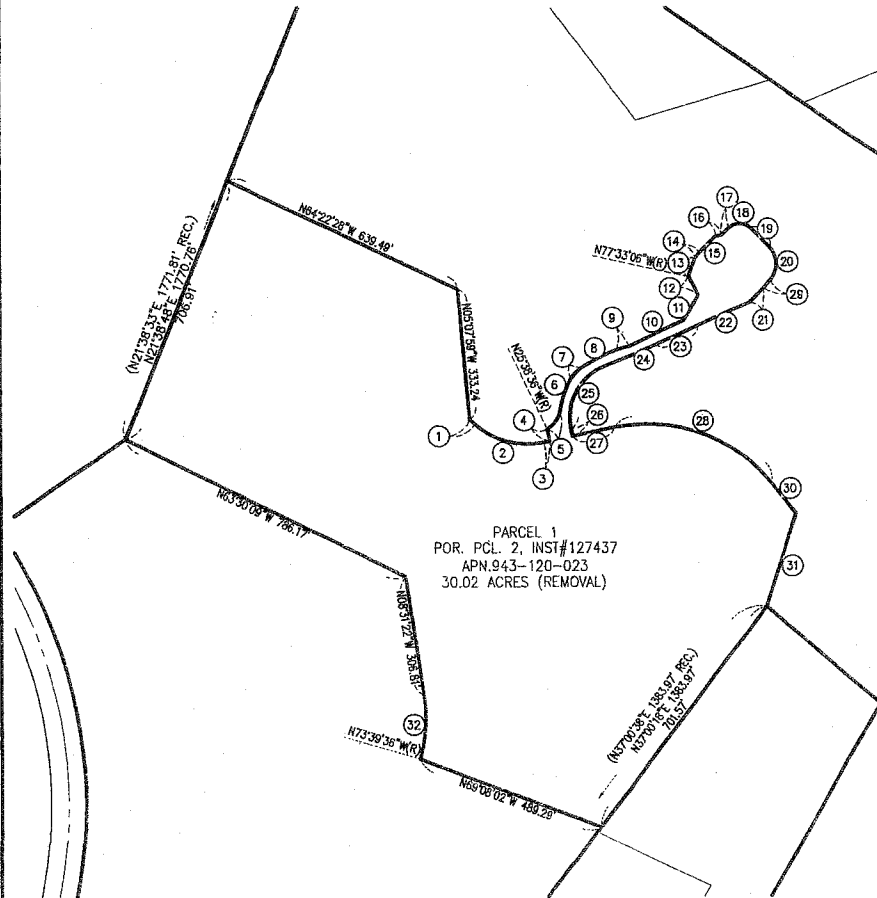 17
16
18
14
15
19
N77°33'06"W(R)
13
20
12
29
N64°22'28"W 639.49'
(N21°38'33"E 1771.81' REC.)
N21°38'48"E 1770.76'
706.91'
11
21
9
10
22
N05°07'59"W 333.24'
N25°38'36"W(R)
7
8
23
24
6
25
4
26
28
1
2
5
27
3
30
N63°30'09"W 786.17'
PARCEL 1
POR. PCL. 2, INST#127437
APN.943-120-023
30.02 ACRES (REMOVAL)
31
N08°31'22"W 306.81'
(N37°00'38"E 1383.97' REC.)
N37°00'18"E 1383.97'
701.57'
32
N73°39'36"W(R)
N69°08'02"W 489.29'